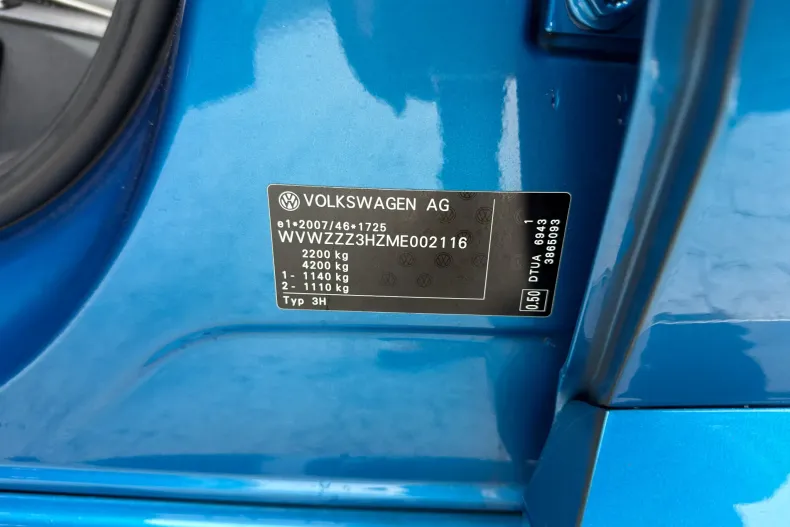 VOLKSWAGEN AG
e1*2007/46*1725
WVWZZZ3HZME002116
2200 kg
4200 kg
1- 1140 kg
2- 1110 kg
Typ 3H
0.50 DTUA 6943 1
3865093